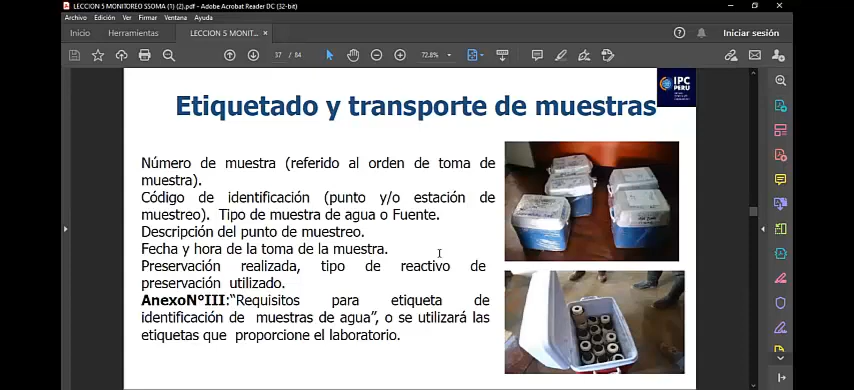 LECCION 5 MONITOREO SSOMA (1) (2).pdf - Adobe Acrobat Reader DC (32-bit)
Archivo Edición Ver Firmar Ventana Ayuda
Inicio Herramientas LECCION 5 MONIT... × Iniciar sesión
37 / 84 72.8%
IPC
PERU
Etiquetado y transporte de muestras
Número de muestra (referido al orden de toma de
muestra).
Código de identificación (punto y/o estación de
muestreo). Tipo de muestra de agua o Fuente.
Descripción del punto de muestreo.
Fecha y hora de la toma de la muestra.
Preservación realizada, tipo de reactivo de
preservación utilizado.
AnexoN°III:"Requisitos para etiqueta de
identificación de muestras de agua", o se utilizará las
etiquetas que proporcione el laboratorio.